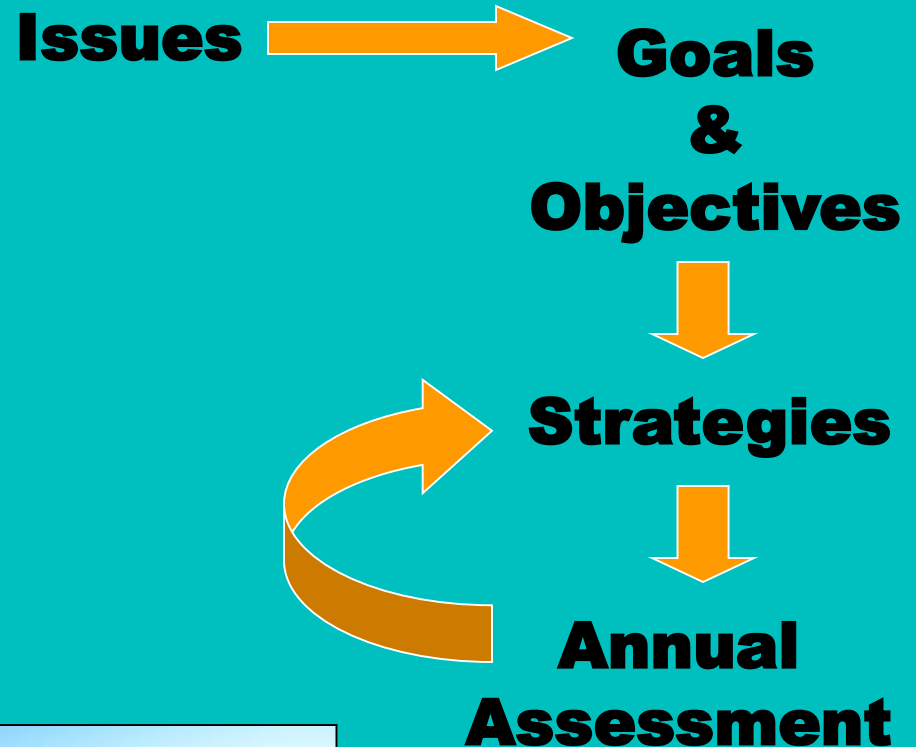 Issues
Goals
&
Objectives
Strategies
Annual
Assessment